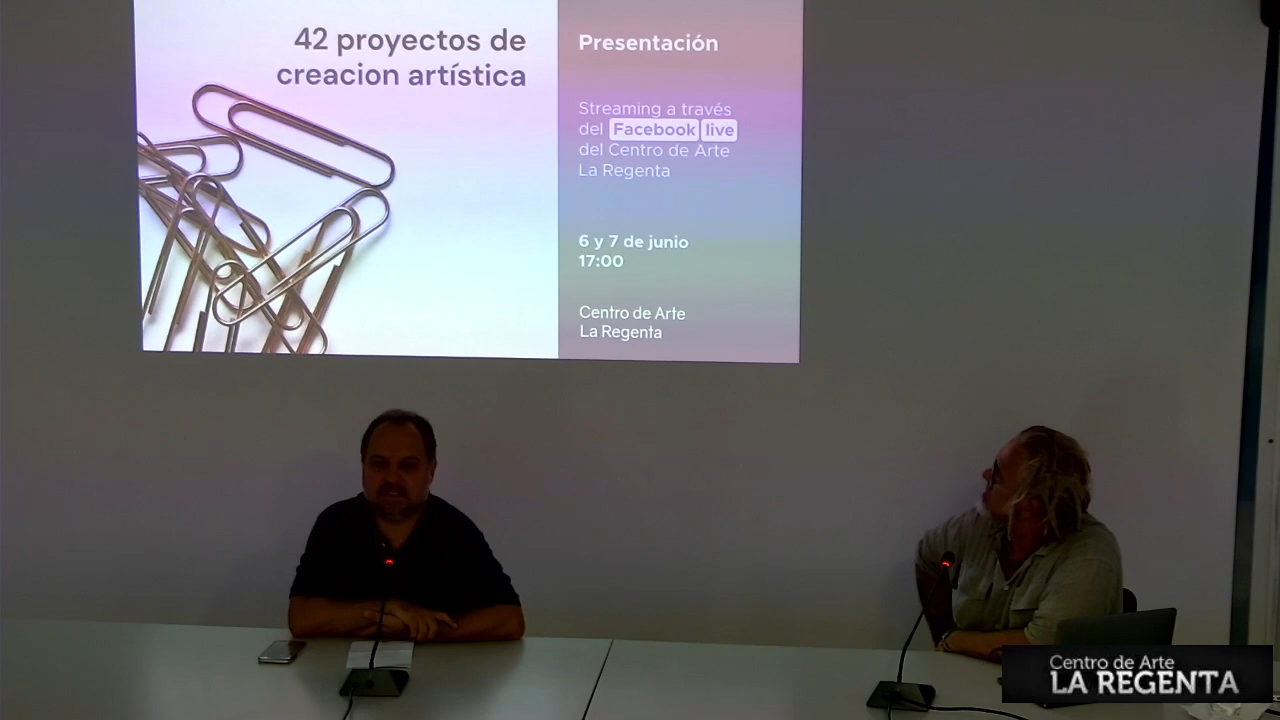 42 proyectos de
creacion artística
Presentación
Streaming a través
del Facebook live
del Centro de Arte
La Regenta
6 y 7 de junio
17:00
Centro de Arte
La Regenta
Centro de Arte
LA REGENTA